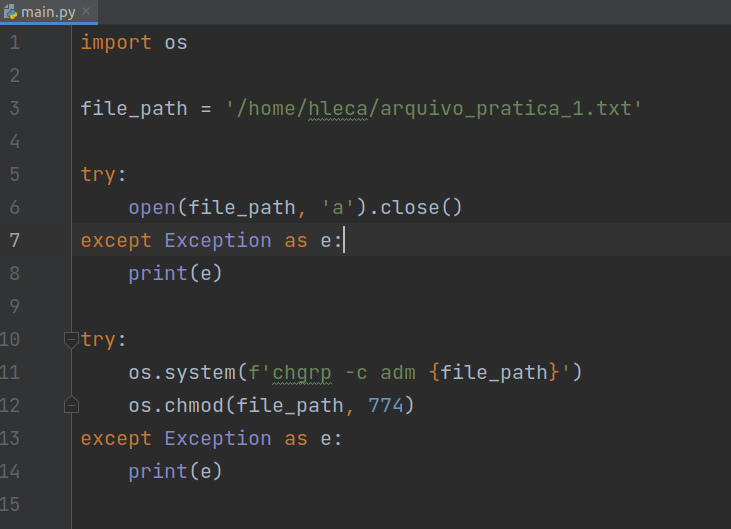 main.py
1 import os
2
3 file_path = '/home/hleca/arquivo_pratica_1.txt'
4
5 try:
6     open(file_path, 'a').close()
7 except Exception as e:
8     print(e)
9
10 try:
11     os.system(f'chgrp -c adm {file_path}')
12     os.chmod(file_path, 774)
13 except Exception as e:
14     print(e)
15